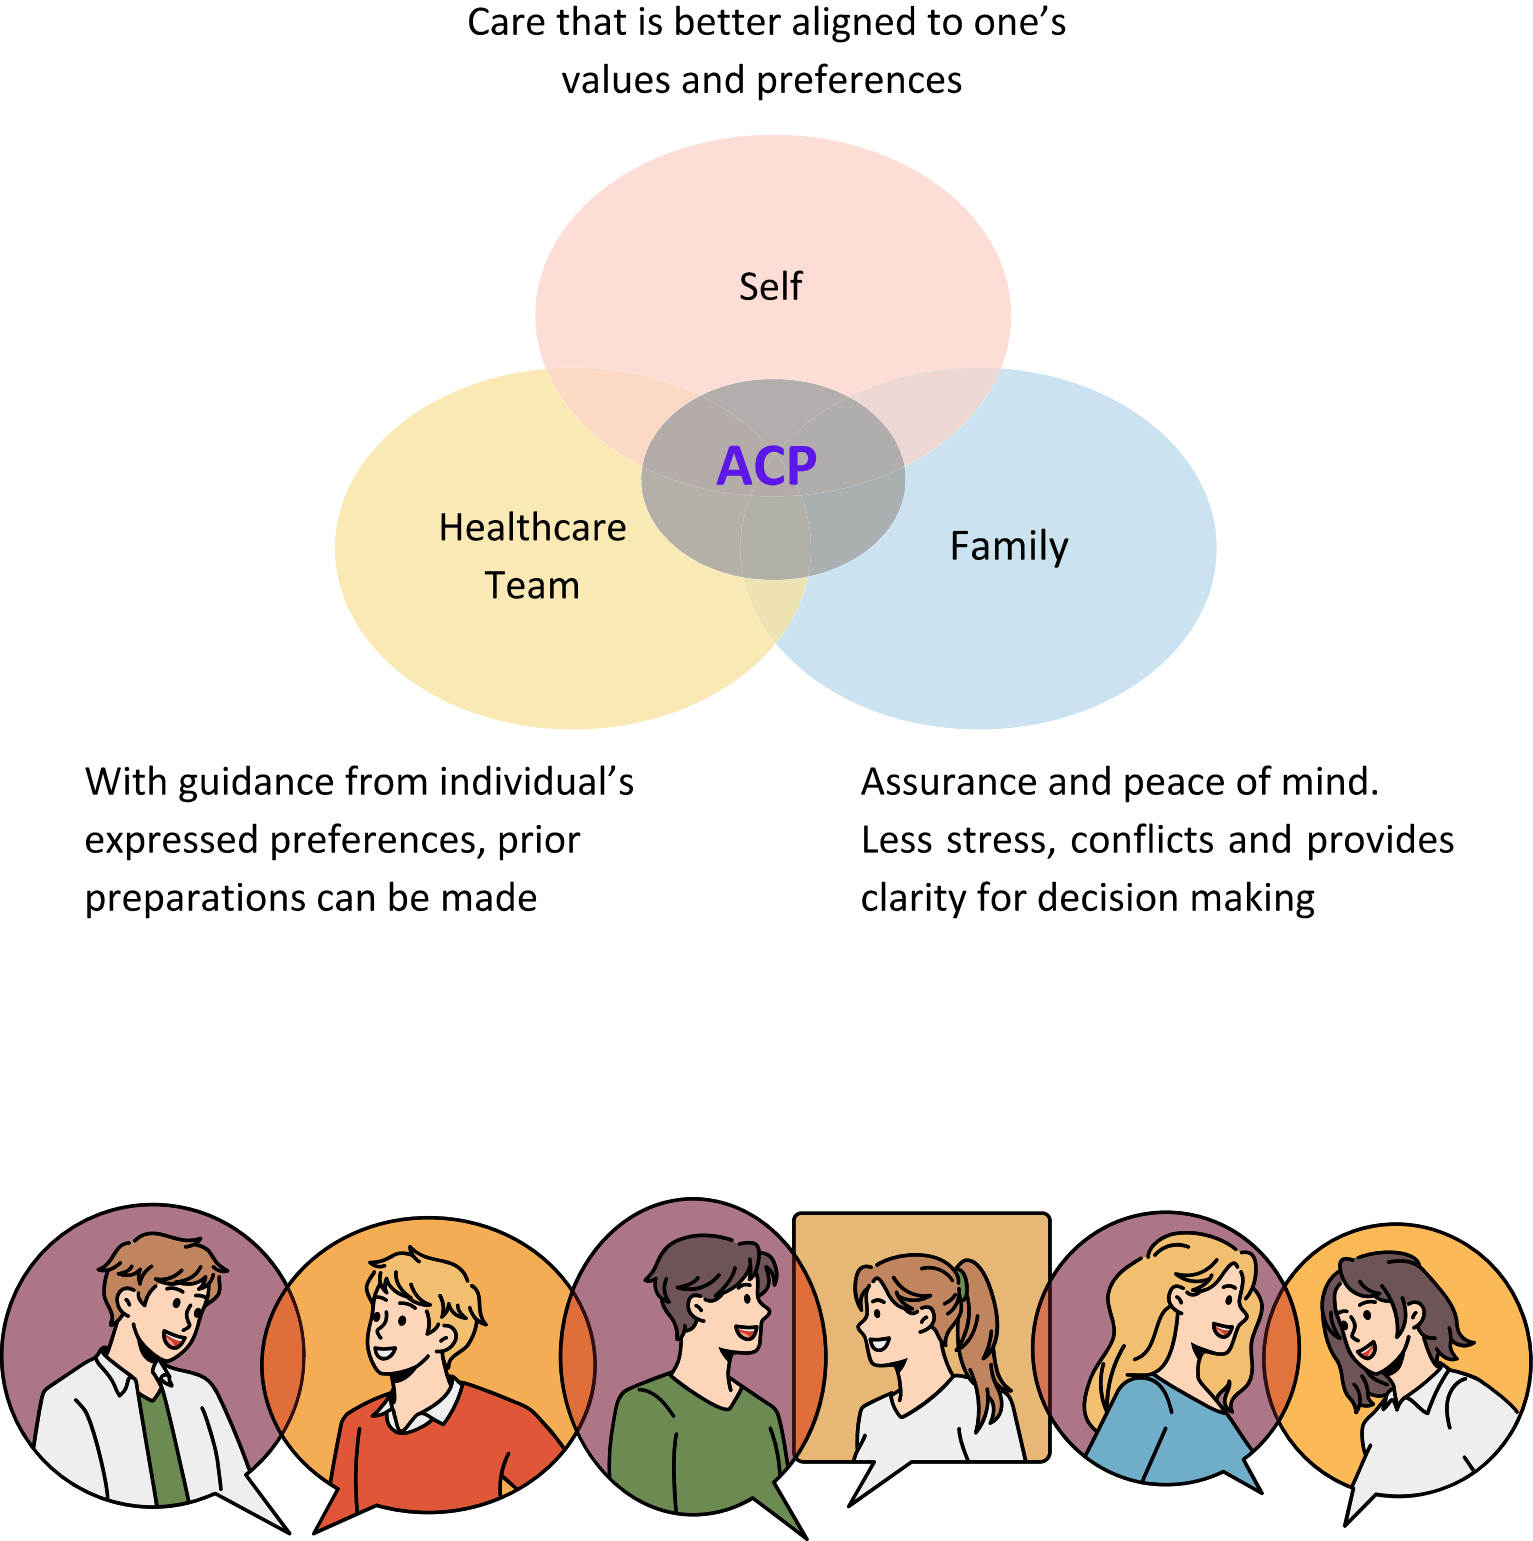 Care that is better aligned to one’s
values and preferences
Self
ACP
Healthcare
Team
Family
With guidance from individual’s
expressed preferences, prior
preparations can be made
Assurance and peace of mind.
Less stress, conflicts and provides
clarity for decision making